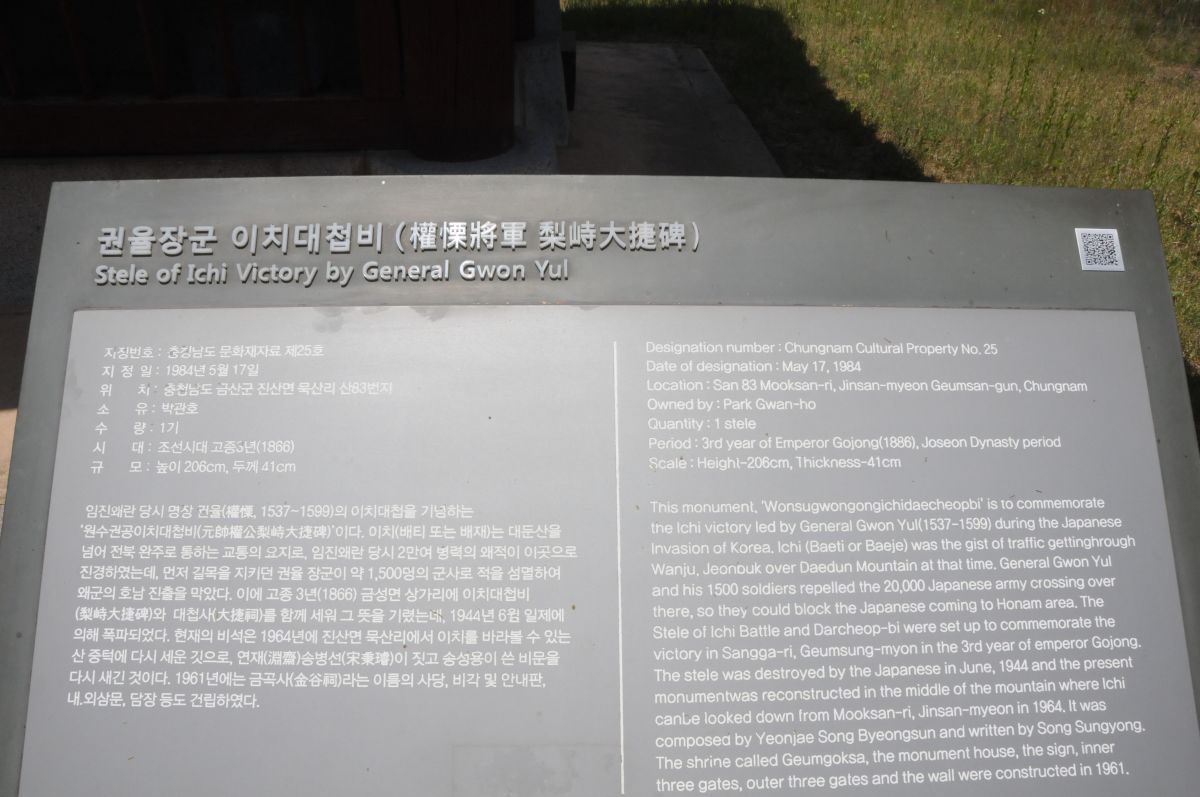 권율장군 이치대첩비 (權慄將軍 梨峙大捷碑)
Stele of Ichi Victory by General Gwon Yul
지정번호 : 충청남도 문화재자료 제25호
지 정 일 : 1984년 5월 17일
위 치 : 충천남도 금산군 진산면 묵산리 산83번지
소 유 : 박관호
수 량 : 1기
시 대 : 조선시대 고종3년(1866)
규 모 : 높이 206cm, 두께 41cm
임진왜란 당시 명상 권율(權慄, 1537~1599)의 이치대첩을 기념하는
'원수권공이치대첩비(元帥權公梨峙大捷碑)'이다. 이치(배티 또는 배재)는 대둔산을
넘어 전북 완주로 통하는 교통의 요지로, 임진왜란 당시 2만여 병력의 왜적이 이곳으로
진경하였는데, 먼저 길목을 지키던 권율 장군이 약 1,500명의 군사로 적을 섬멸하여
왜군의 호남 진출을 막았다. 이에 고종 3년(1866) 금성면 상가리에 이치대첩비
(梨峙大捷碑)와 대첩사(大捷祠)를 함께 세워 그 뜻을 기렸는데, 1944년 6월 일제에
의해 폭파되었다. 현재의 비석은 1964년에 진산면 묵산리에서 이치를 바라볼 수 있는
산 중턱에 다시 세운 것으로, 연재(淵齋)송병선(宋秉璿)이 짓고 송성용이 쓴 비문을
다시 새긴 것이다. 1961년에는 금곡사(金谷祠)라는 이름의 사당, 비각 및 안내판,
내.외삼문, 담장 등도 건립하였다.
Designation number : Chungnam Cultural Property No. 25
Date of designation : May 17, 1984
Location : San 83 Mooksan-ri, Jinsan-myeon Geumsan-gun, Chungnam
Owned by : Park Gwan-ho
Quantity : 1 stele
Period : 3rd year of Emperor Gojong(1886), Joseon Dynasty period
Scale : Height-206cm, Thickness-41cm
This monument, 'Wonsugwongongichidaecheopbi' is to commemorate
the Ichi victory led by General Gwon Yul(1537-1599) during the Japanese
Invasion of Korea. Ichi (Baeti or Baeje) was the gist of traffic gettinghrough
Wanju, Jeonbuk over Daedun Mountain at that time. General Gwon Yul
and his 1500 soldiers repelled the 20,000 Japanese army crossing over
there, so they could block the Japanese coming to Honam area. The
Stele of Ichi Battle and Darcheop-bi were set up to commemorate the
victory in Sangga-ri, Geumsung-myon in the 3rd year of emperor Gojong.
The stele was destroyed by the Japanese in June, 1944 and the present
monumentwas reconstructed in the middle of the mountain where Ichi
canbe looked down from Mooksan-ri, Jinsan-myeon in 1964. It was
composed by Yeonjae Song Byeongsun and written by Song Sungyong.
The shrine called Geumgoksa, the monument house, the sign, inner
three gates, outer three gates and the wall were constructed in 1961.